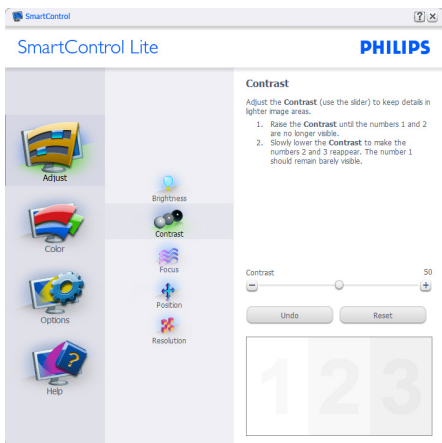 SmartControl
SmartControl Lite
PHILIPS
Adjust
Color
Options
Help
Brightness
Contrast
Focus
Position
Resolution
Contrast
Adjust the Contrast (use the slider) to keep details in
lighter image areas.
1. Raise the Contrast until the numbers 1 and 2
are no longer visible.
2. Slowly lower the Contrast to make the
numbers 2 and 3 reappear. The number 1
should remain barely visible.
Contrast 50
Undo Reset
1 2 3